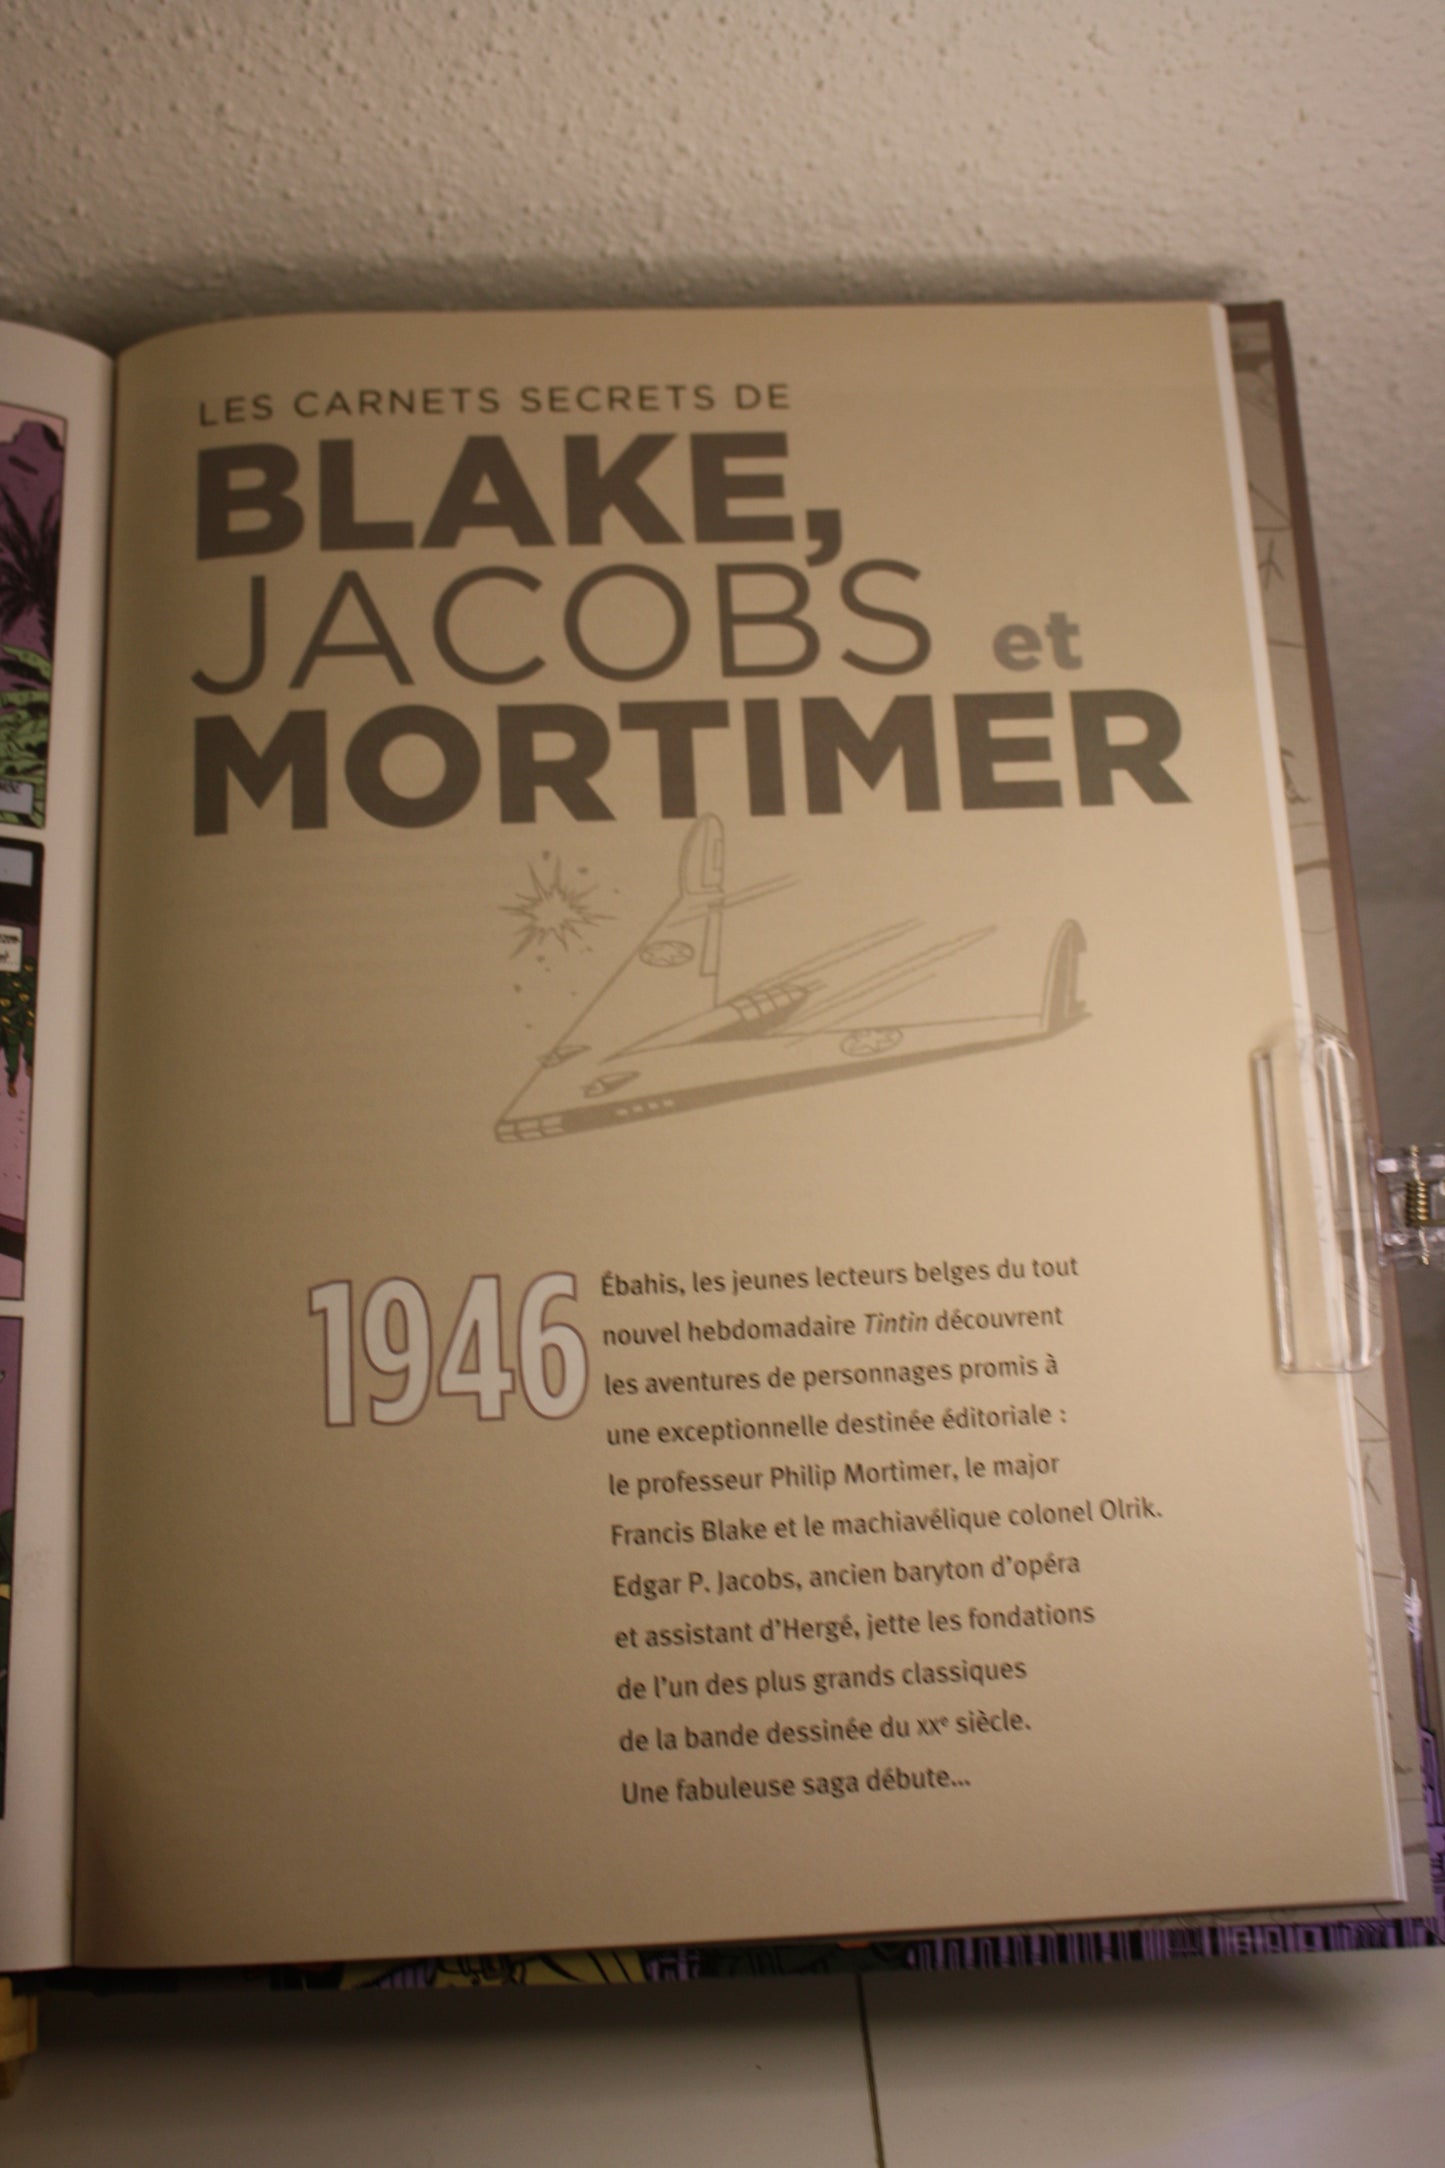 LES CARNETS SECRETS DE
BLAKE,
JACOBS et
MORTIMER
1946
Ébahis, les jeunes lecteurs belges du tout
nouvel hebdomadaire Tintin découvrent
les aventures de personnages promis à
une exceptionnelle destinée éditoriale :
le professeur Philip Mortimer, le major
Francis Blake et le machiavélique colonel Olrik.
Edgar P. Jacobs, ancien baryton d'opéra
et assistant d'Hergé, jette les fondations
de l'un des plus grands classiques
de la bande dessinée du XXe siècle.
Une fabuleuse saga débute...